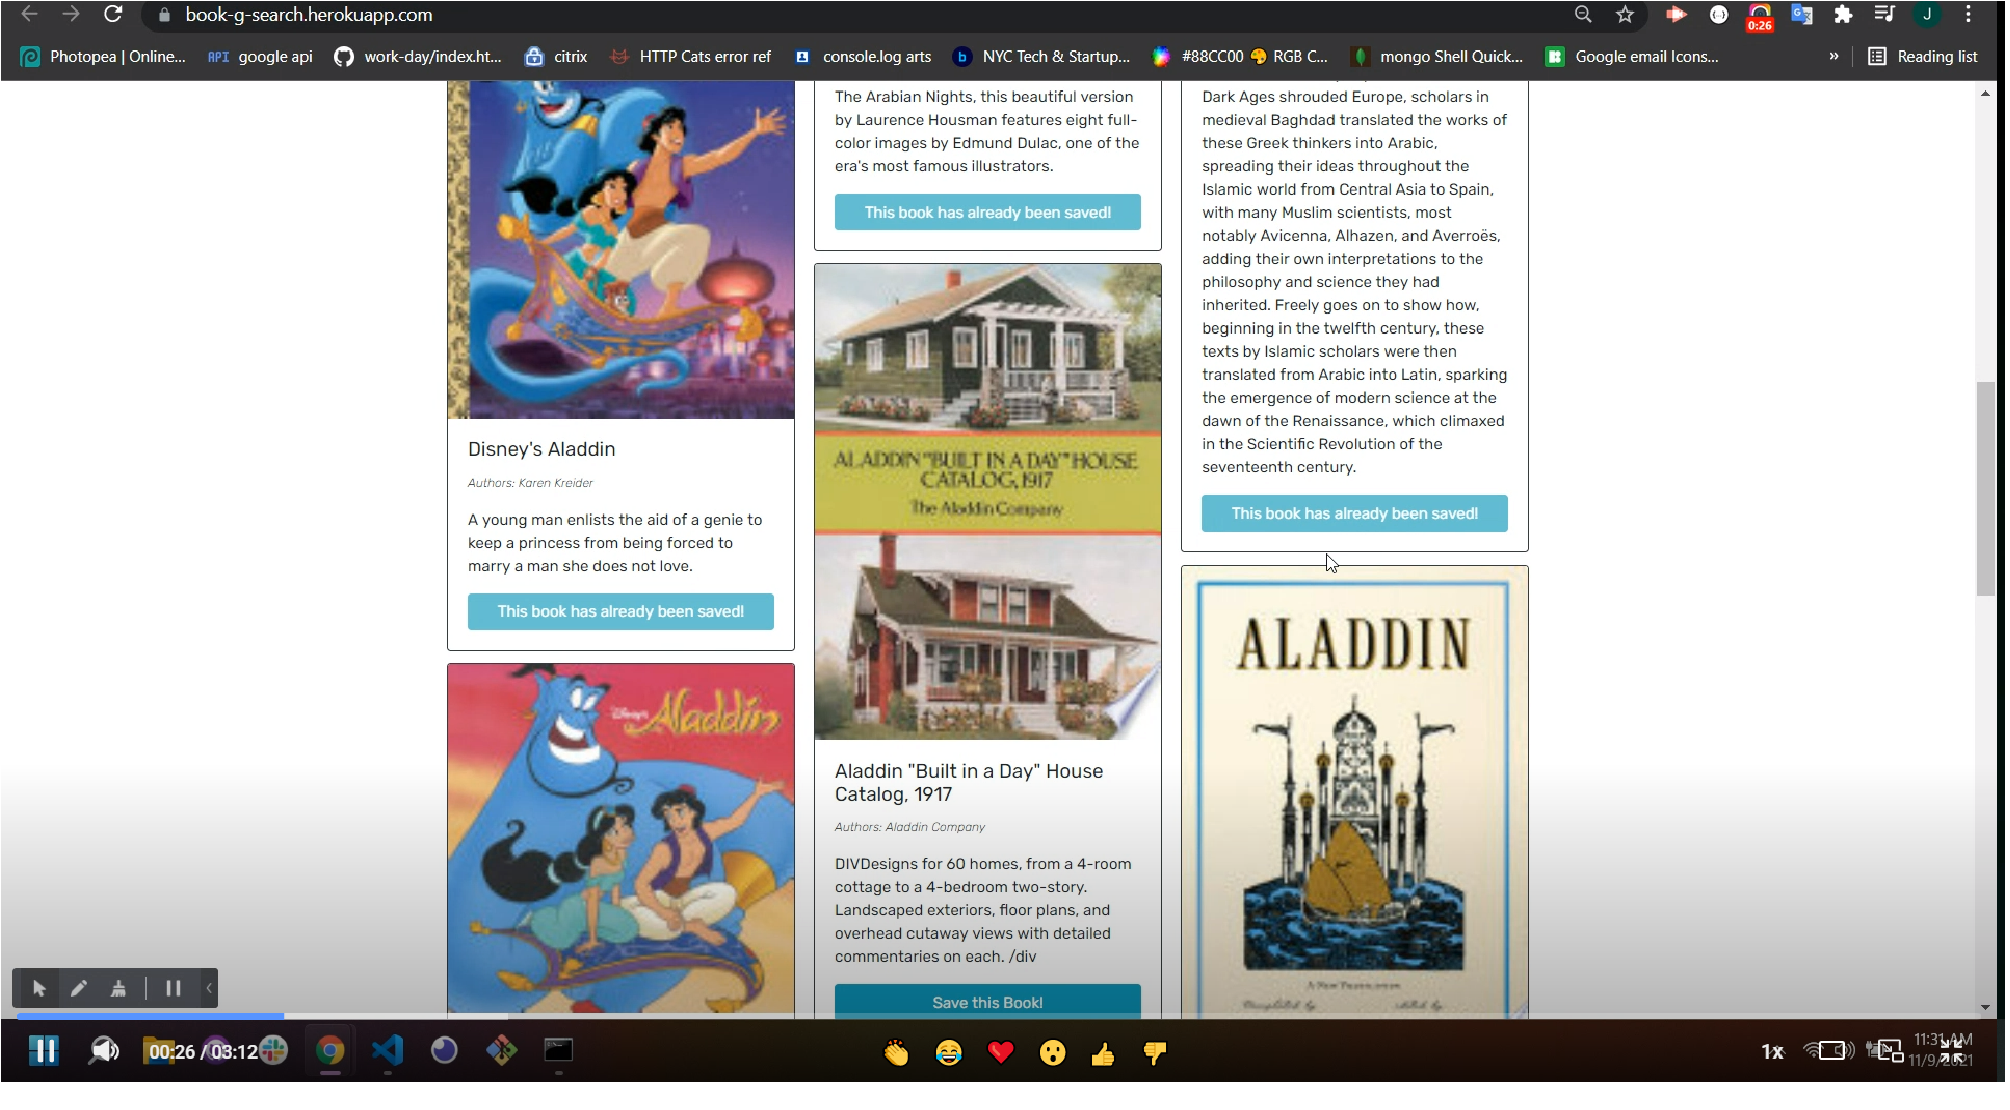 book-g-search.herokuapp.com
0:26
J
Photopea | Online...
API google api
work-day/index.ht...
citrix
HTTP Cats error ref
console.log arts
NYC Tech & Startup...
#88CC00 🎨 RGB C...
mongo Shell Quick...
Google email Icons...
»
Reading list
Disney's Aladdin
Authors: Karen Kreider
A young man enlists the aid of a genie to
keep a princess from being forced to
marry a man she does not love.
This book has already been saved!
Disney's Aladdin
The Arabian Nights, this beautiful version
by Laurence Housman features eight full-
color images by Edmund Dulac, one of the
era's most famous illustrators.
This book has already been saved!
ALADDIN "BUILT IN A DAY" HOUSE
CATALOG, 1917
The Aladdin Company
Aladdin "Built in a Day" House
Catalog, 1917
Authors: Aladdin Company
DIVDesigns for 60 homes, from a 4-room
cottage to a 4-bedroom two-story.
Landscaped exteriors, floor plans, and
overhead cutaway views with detailed
commentaries on each. /div
Save this Book!
Dark Ages shrouded Europe, scholars in
medieval Baghdad translated the works of
these Greek thinkers into Arabic,
spreading their ideas throughout the
Islamic world from Central Asia to Spain,
with many Muslim scientists, most
notably Avicenna, Alhazen, and Averroës,
adding their own interpretations to the
philosophy and science they had
inherited. Freely goes on to show how,
beginning in the twelfth century, these
texts by Islamic scholars were then
translated from Arabic into Latin, sparking
the emergence of modern science at the
dawn of the Renaissance, which climaxed
in the Scientific Revolution of the
seventeenth century.
This book has already been saved!
ALADDIN
A New Translation
00:26 / 03:12
1x
11:31 AM
11/9/2021